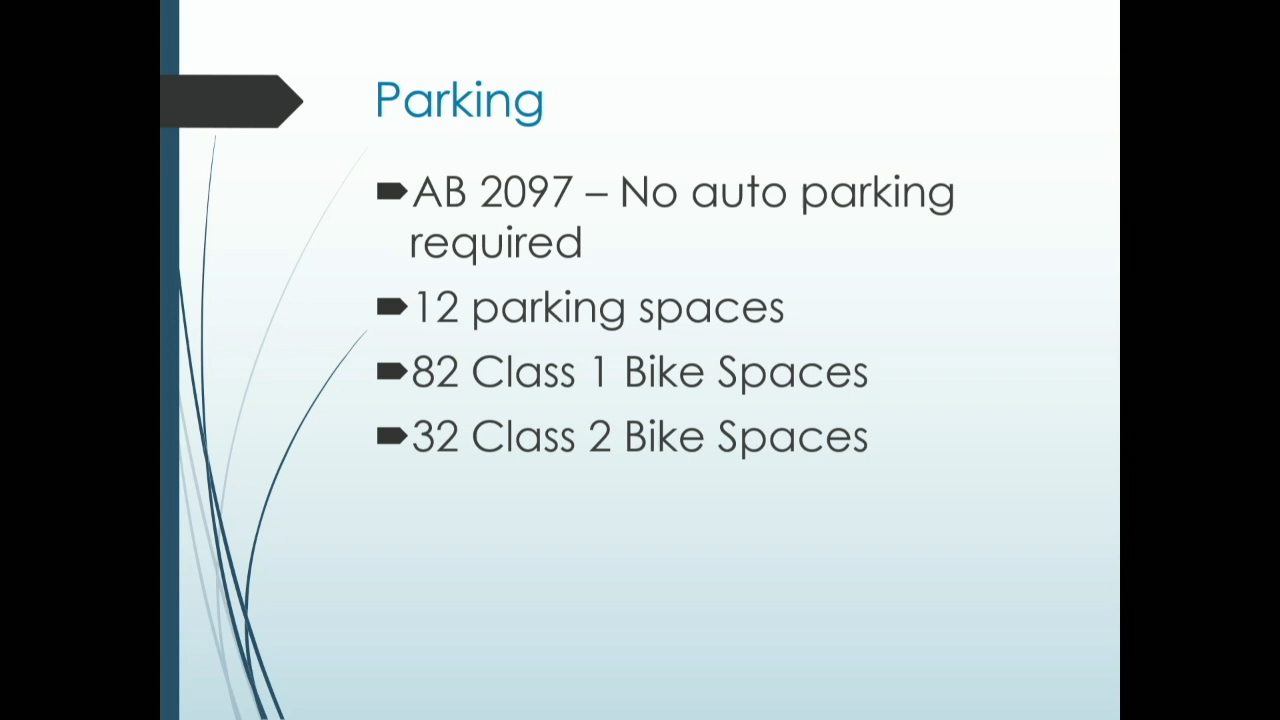 Parking
AB 2097 – No auto parking
required
12 parking spaces
82 Class 1 Bike Spaces
32 Class 2 Bike Spaces